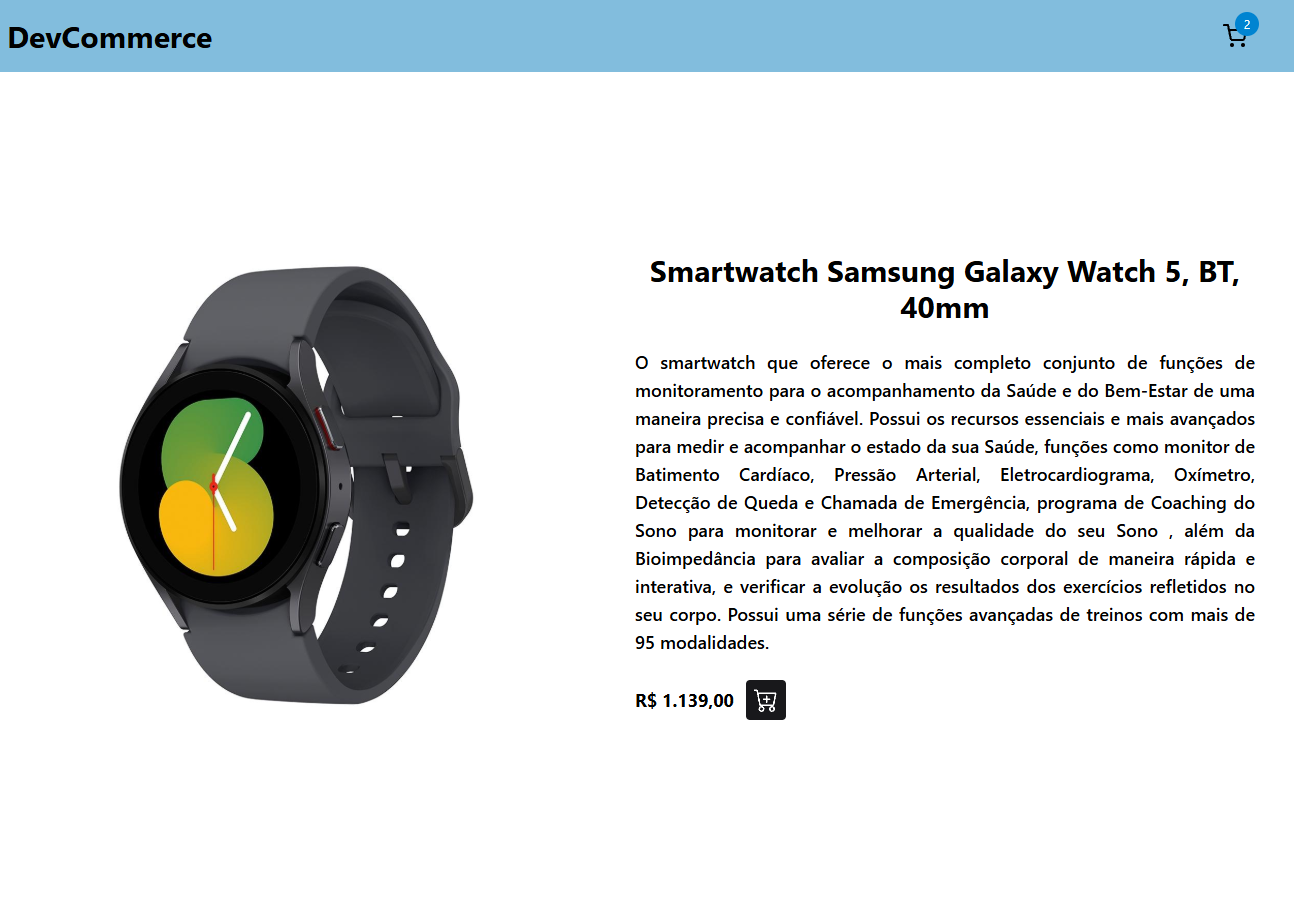 DevCommerce
2
Smartwatch Samsung Galaxy Watch 5, BT,
40mm
O smartwatch que oferece o mais completo conjunto de funções de
monitoramento para o acompanhamento da Saúde e do Bem-Estar de uma
maneira precisa e confiável. Possui os recursos essenciais e mais avançados
para medir e acompanhar o estado da sua Saúde, funções como monitor de
Batimento Cardíaco, Pressão Arterial, Eletrocardiograma, Oxímetro,
Detecção de Queda e Chamada de Emergência, programa de Coaching do
Sono para monitorar e melhorar a qualidade do seu Sono , além da
Bioimpedância para avaliar a composição corporal de maneira rápida e
interativa, e verificar a evolução os resultados dos exercícios refletidos no
seu corpo. Possui uma série de funções avançadas de treinos com mais de
95 modalidades.
R$ 1.139,00